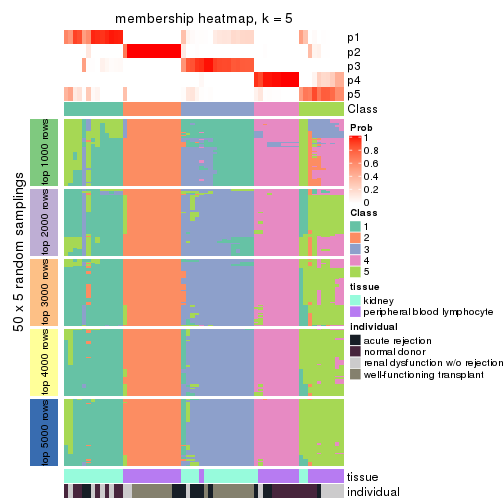 membership heatmap, k = 5
p1
p2
p3
p4
p5
Class
50 x 5 random samplings
top 1000 rows
top 2000 rows
top 3000 rows
top 4000 rows
top 5000 rows
tissue
individual
Prob
1
0.8
0.6
0.4
0.2
0
Class
1
2
3
4
5
tissue
kidney
peripheral blood lymphocyte
individual
acute rejection
normal donor
renal dysfunction w/o rejection
well-functioning transplant